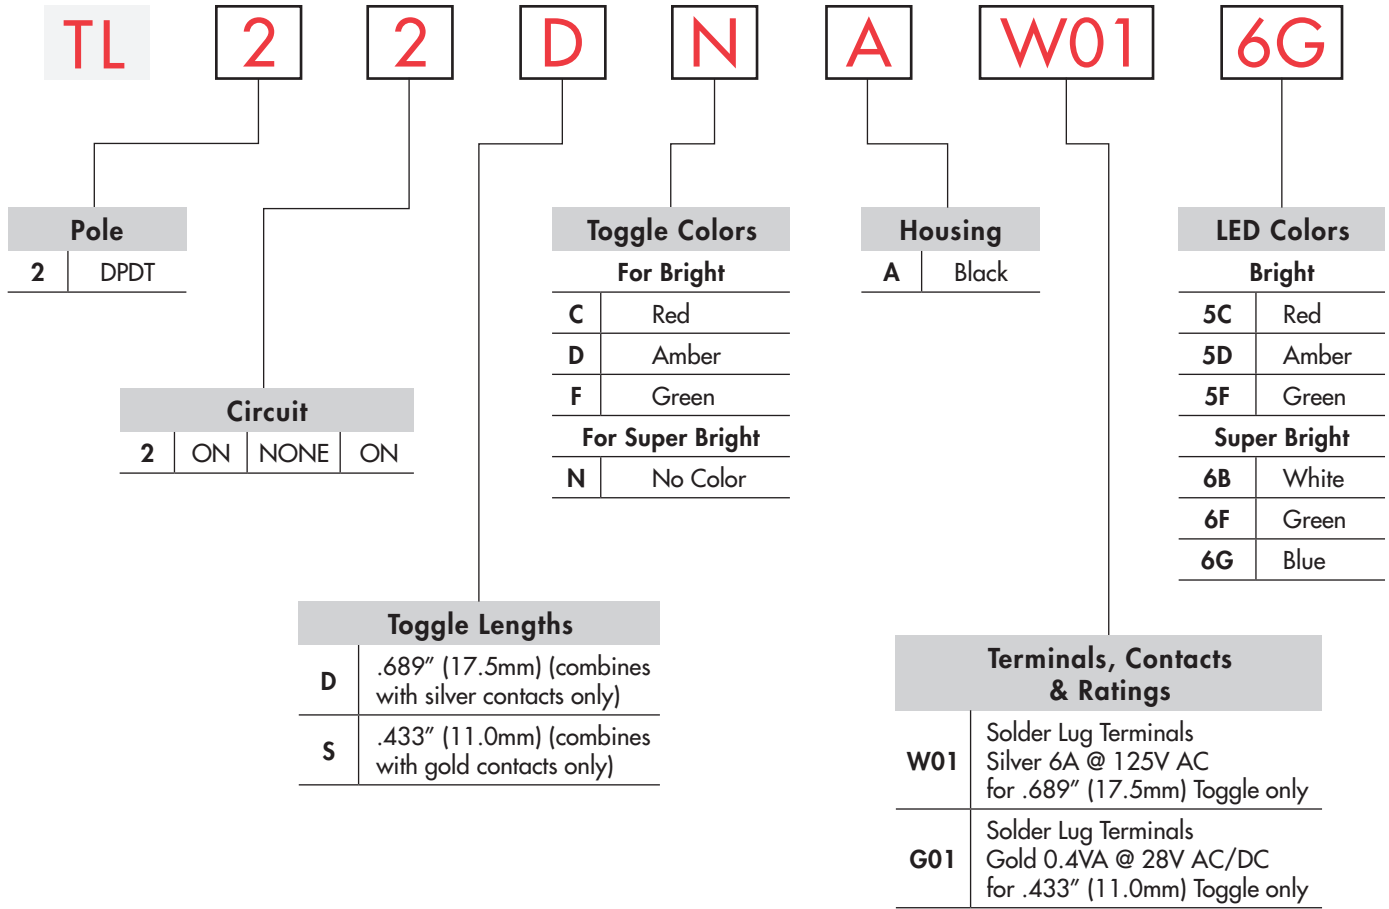 TL 2 2 D N A W01 6G
Pole
2 DPDT
Circuit
2 ON NONE ON
Toggle Lengths
D .689" (17.5mm) (combines
with silver contacts only)
S .433" (11.0mm) (combines
with gold contacts only)
Toggle Colors
For Bright
C Red
D Amber
F Green
For Super Bright
N No Color
Housing
A Black
Terminals, Contacts
& Ratings
Solder Lug Terminals
W01 Silver 6A @ 125V AC
for .689" (17.5mm) Toggle only
Solder Lug Terminals
G01 Gold 0.4VA @ 28V AC/DC
for .433" (11.0mm) Toggle only
LED Colors
Bright
5C Red
5D Amber
5F Green
Super Bright
6B White
6F Green
6G Blue